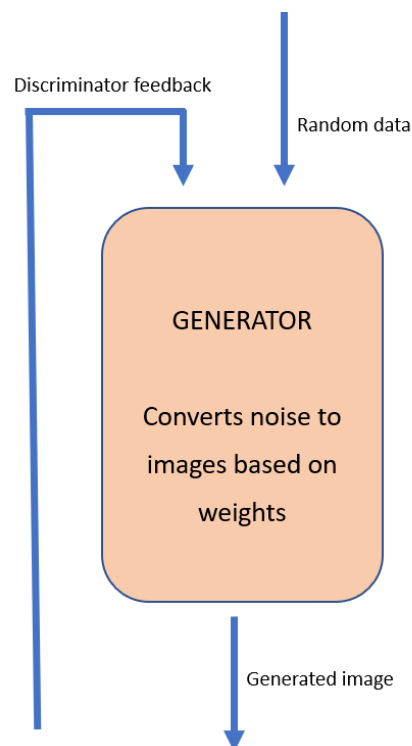 Discriminator feedback
Random data
GENERATOR
Converts noise to
images based on
weights
Generated image